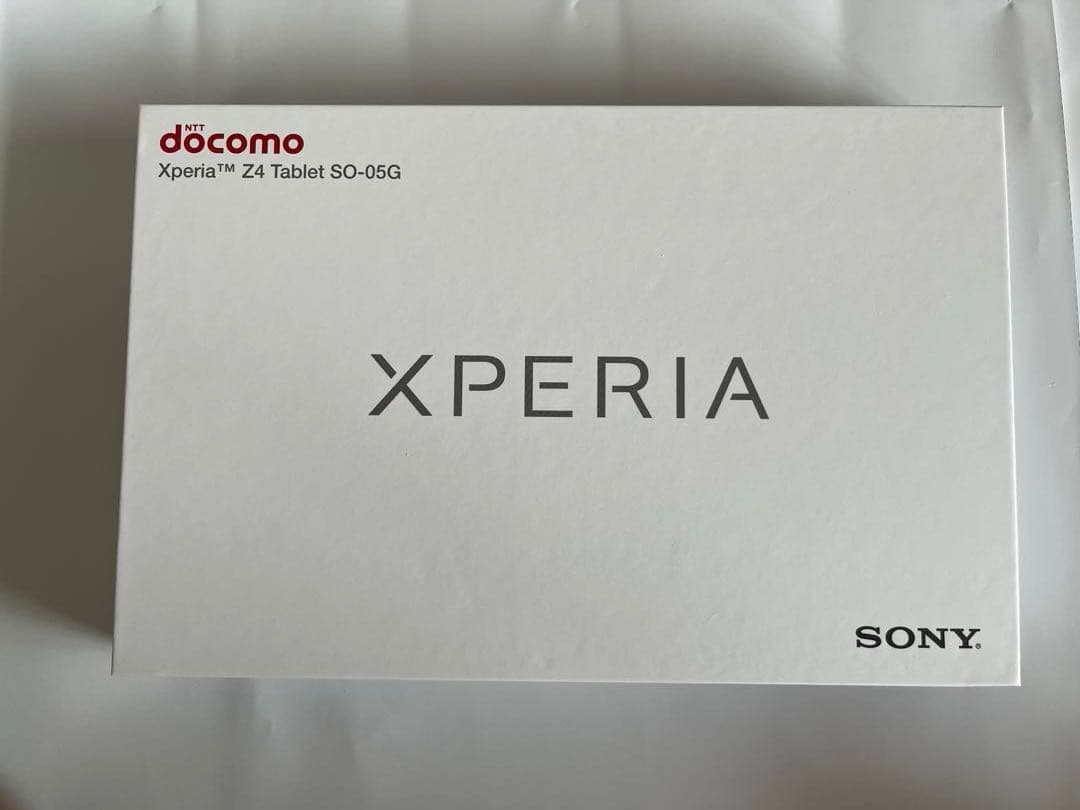 NTT
docomo
Xperia™ Z4 Tablet SO-05G
XPERIA
SONY®